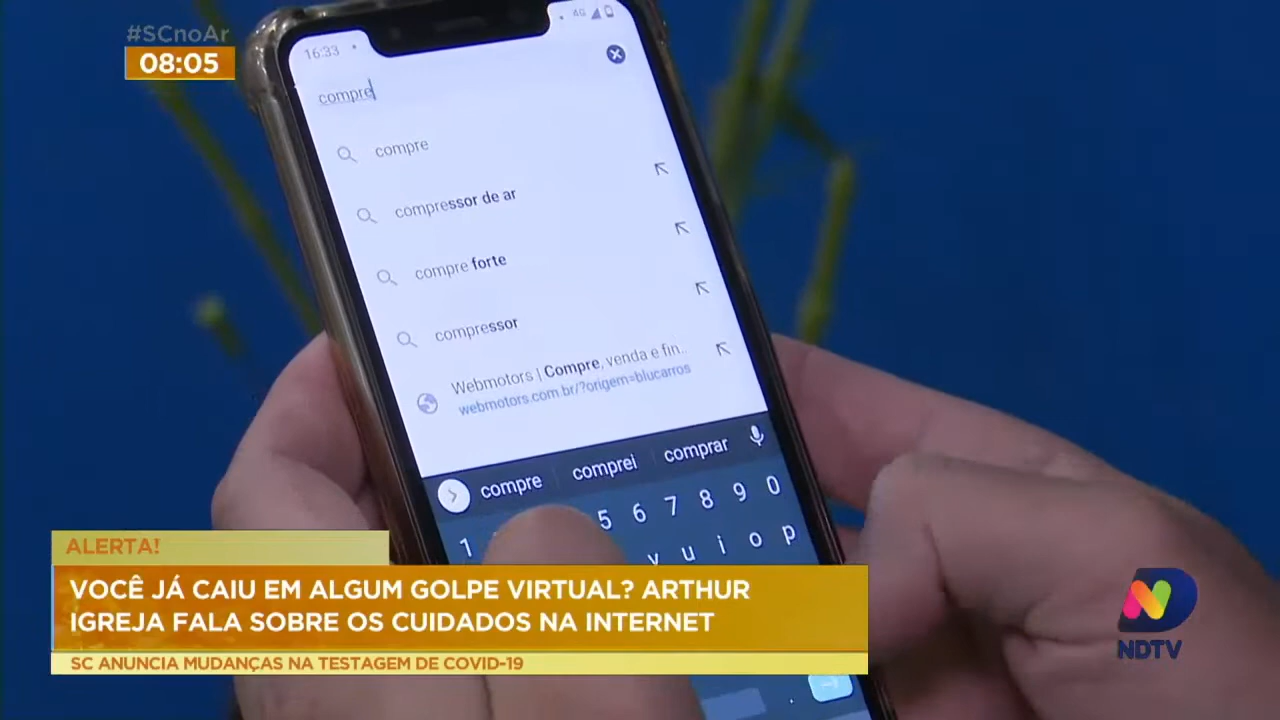 #SCnoAr
08:05
16:33
4G
compre
compre
compressor de ar
compre forte
compressor
Webmotors | Compre, venda e fin..
webmotors.com.br/?origem=blucarros
compre comprei comprar
1 5 6 7 8 9 0
y u i o p
ALERTA!
VOCÊ JÁ CAIU EM ALGUM GOLPE VIRTUAL? ARTHUR
IGREJA FALA SOBRE OS CUIDADOS NA INTERNET
SC ANUNCIA MUDANÇAS NA TESTAGEM DE COVID-19
NDTV